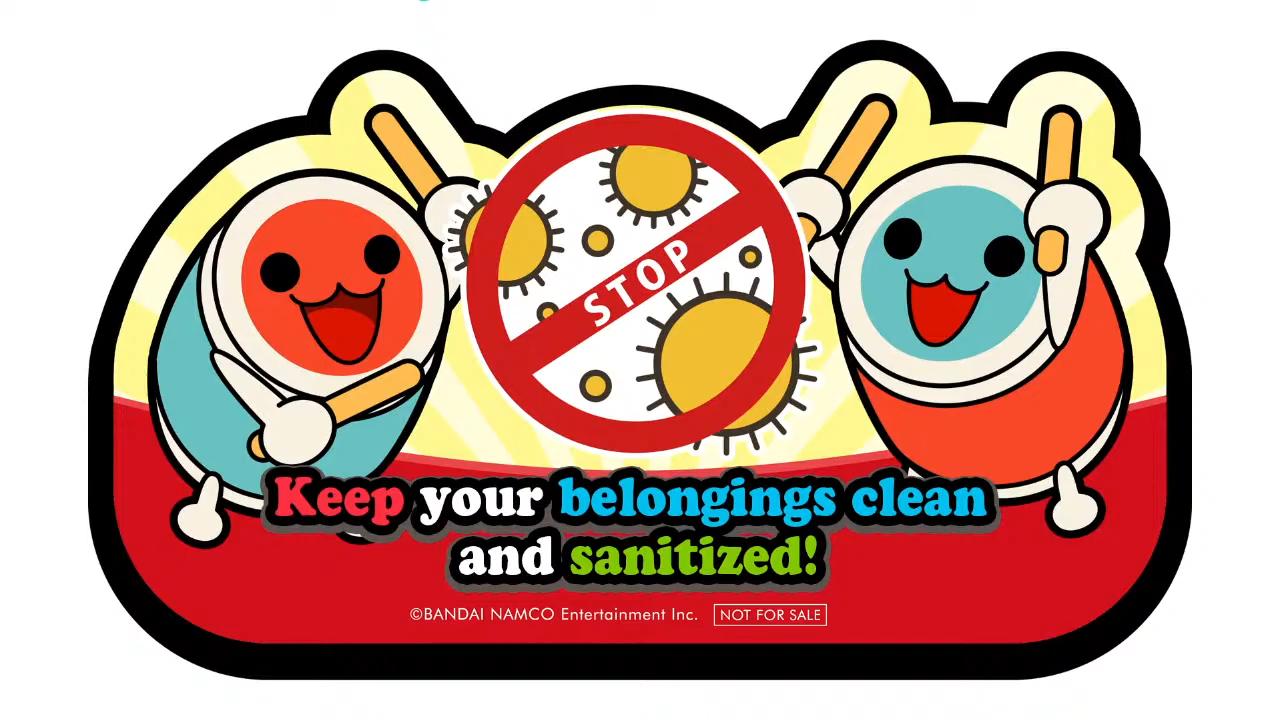 STOP
Keep your belongings clean
and sanitized!
©BANDAI NAMCO Entertainment Inc. NOT FOR SALE